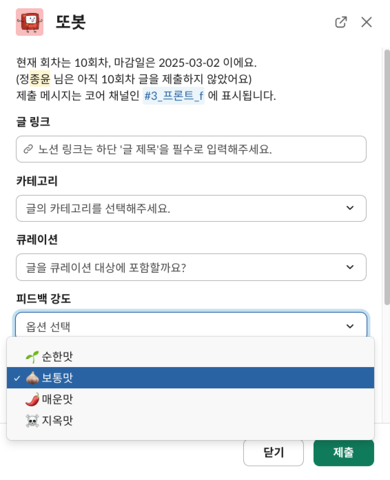 또봇
현재 회차는 10회차, 마감일은 2025-03-02 이에요.
(정종윤 님은 아직 10회차 글을 제출하지 않았어요)
제출 메시지는 코어 채널인 #3_프론트_f 에 표시됩니다.
글 링크
노션 링크는 하단 '글 제목'을 필수로 입력해주세요.
카테고리
글의 카테고리를 선택해주세요.
큐레이션
글을 큐레이션 대상에 포함할까요?
피드백 강도
옵션 선택
🌱 순한맛
✓ 🧄 보통맛
🌶️ 매운맛
☠️ 지옥맛
닫기 제출